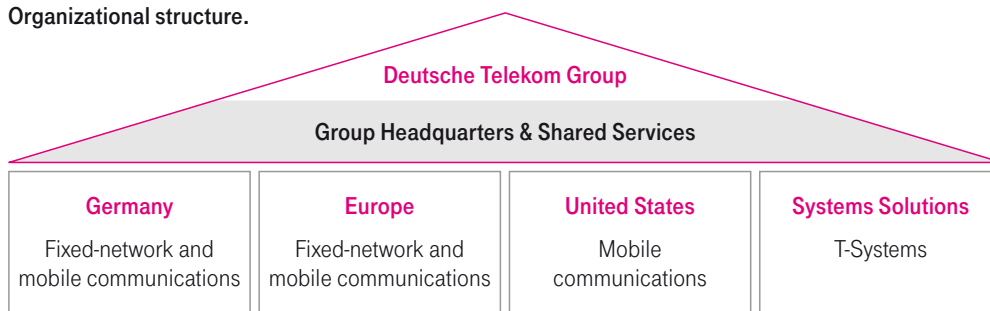 Organizational structure.
Deutsche Telekom Group
Group Headquarters & Shared Services
Germany
Fixed-network and
mobile communications
Europe
Fixed-network and
mobile communications
United States
Mobile
communications
Systems Solutions
T-Systems